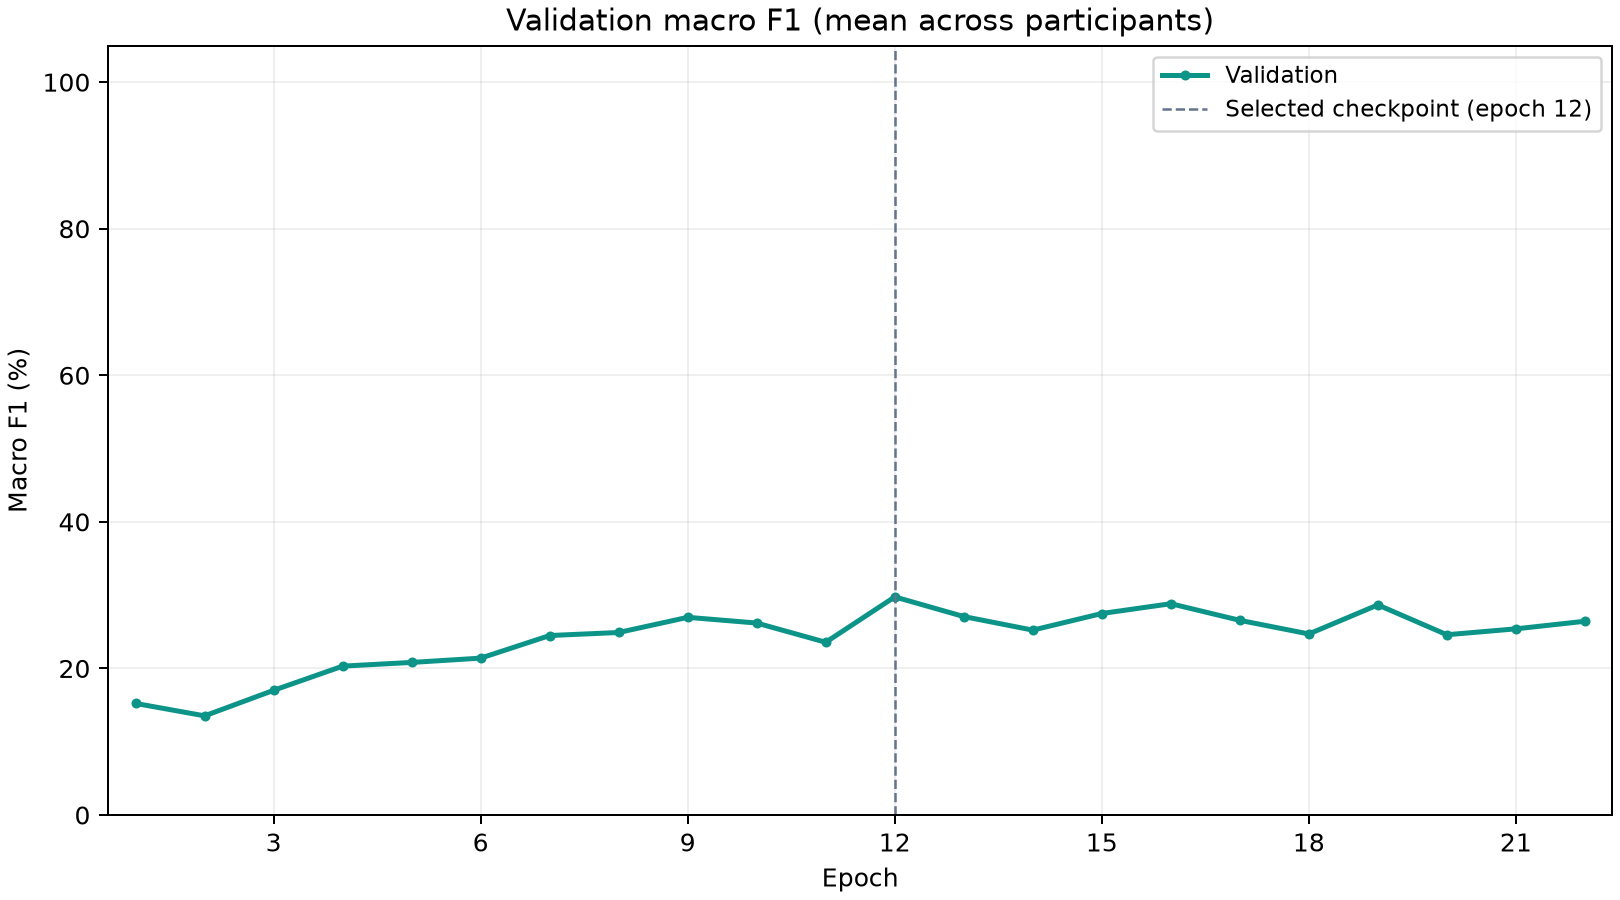 Validation macro F1 (mean across participants)
Validation
Selected checkpoint (epoch 12)
Macro F1 (%)
100
80
60
40
20
0
3 6 9 12 15 18 21
Epoch